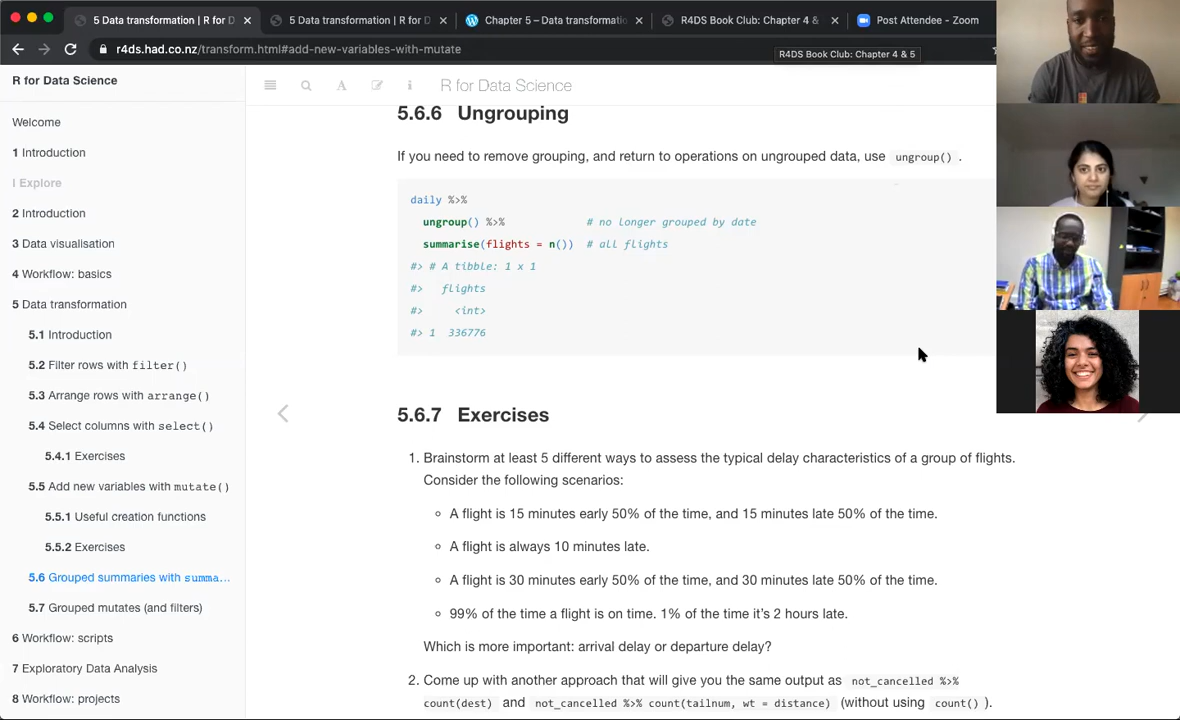 5 Data transformation | R for D
5 Data transformation | R for D
Chapter 5 – Data transformatio
R4DS Book Club: Chapter 4 &
Post Attendee - Zoom
r4ds.had.co.nz/transform.html#add-new-variables-with-mutate
R4DS Book Club: Chapter 4 & 5
R for Data Science
Welcome
1 Introduction
I Explore
2 Introduction
3 Data visualisation
4 Workflow: basics
5 Data transformation
5.1 Introduction
5.2 Filter rows with filter()
5.3 Arrange rows with arrange()
5.4 Select columns with select()
5.4.1 Exercises
5.5 Add new variables with mutate()
5.5.1 Useful creation functions
5.5.2 Exercises
5.6 Grouped summaries with summa...
5.7 Grouped mutates (and filters)
6 Workflow: scripts
7 Exploratory Data Analysis
8 Workflow: projects
A
i
R for Data Science
5.6.6 Ungrouping
If you need to remove grouping, and return to operations on ungrouped data, use ungroup() .
daily %>%
ungroup() %>% # no longer grouped by date
summarise(flights = n()) # all flights
#> # A tibble: 1 x 1
#> flights
#> <int>
#> 1 336776
5.6.7 Exercises
1. Brainstorm at least 5 different ways to assess the typical delay characteristics of a group of flights.
Consider the following scenarios:
◦ A flight is 15 minutes early 50% of the time, and 15 minutes late 50% of the time.
◦ A flight is always 10 minutes late.
◦ A flight is 30 minutes early 50% of the time, and 30 minutes late 50% of the time.
◦ 99% of the time a flight is on time. 1% of the time it's 2 hours late.
Which is more important: arrival delay or departure delay?
2. Come up with another approach that will give you the same output as not_cancelled %>%
count(dest) and not_cancelled %>% count(tailnum, wt = distance) (without using count() ).